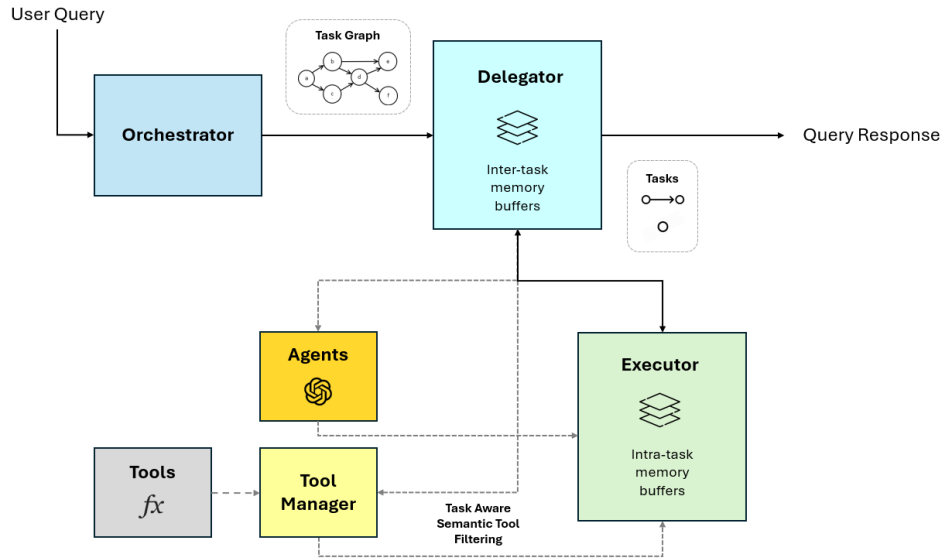 User Query
Task Graph
a
b
c
d
e
f
Orchestrator
Delegator
Inter-task
memory
buffers
Query Response
Tasks
Agents
Executor
Intra-task
memory
buffers
Tools
fx
Tool
Manager
Task Aware
Semantic Tool
Filtering